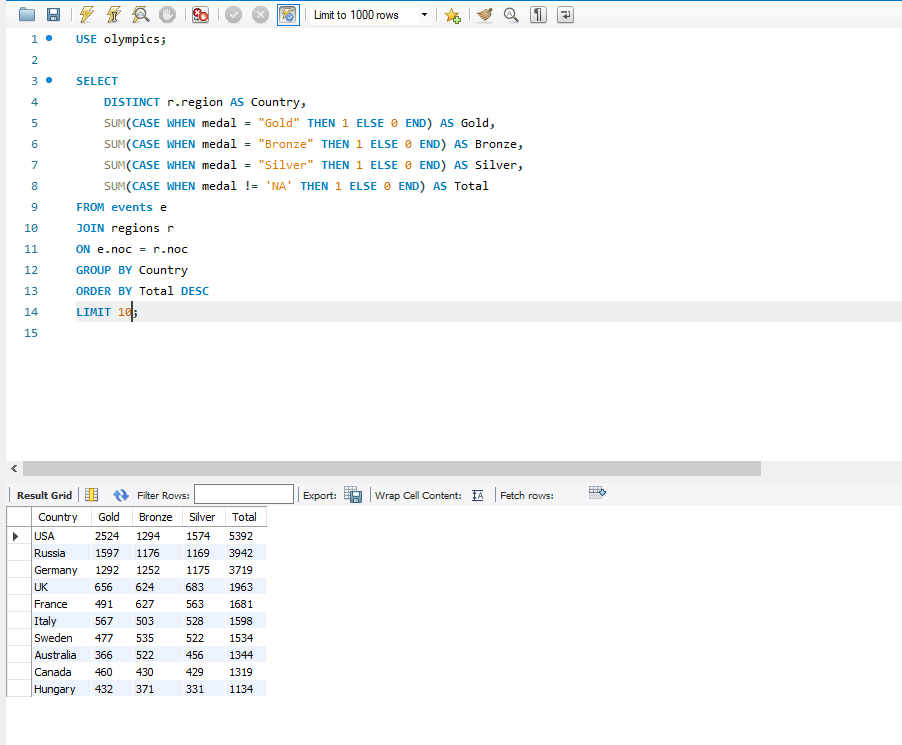 Limit to 1000 rows
1 USE olympics;
2
3 SELECT
4 DISTINCT r.region AS Country,
5 SUM(CASE WHEN medal = "Gold" THEN 1 ELSE 0 END) AS Gold,
6 SUM(CASE WHEN medal = "Bronze" THEN 1 ELSE 0 END) AS Bronze,
7 SUM(CASE WHEN medal = "Silver" THEN 1 ELSE 0 END) AS Silver,
8 SUM(CASE WHEN medal != 'NA' THEN 1 ELSE 0 END) AS Total
9 FROM events e
10 JOIN regions r
11 ON e.noc = r.noc
12 GROUP BY Country
13 ORDER BY Total DESC
14 LIMIT 10;
15
Result Grid Filter Rows: Export: Wrap Cell Content: IA Fetch rows:
Country Gold Bronze Silver Total
USA 2524 1294 1574 5392
Russia 1597 1176 1169 3942
Germany 1292 1252 1175 3719
UK 656 624 683 1963
France 491 627 563 1681
Italy 567 503 528 1598
Sweden 477 535 522 1534
Australia 366 522 456 1344
Canada 460 430 429 1319
Hungary 432 371 331 1134